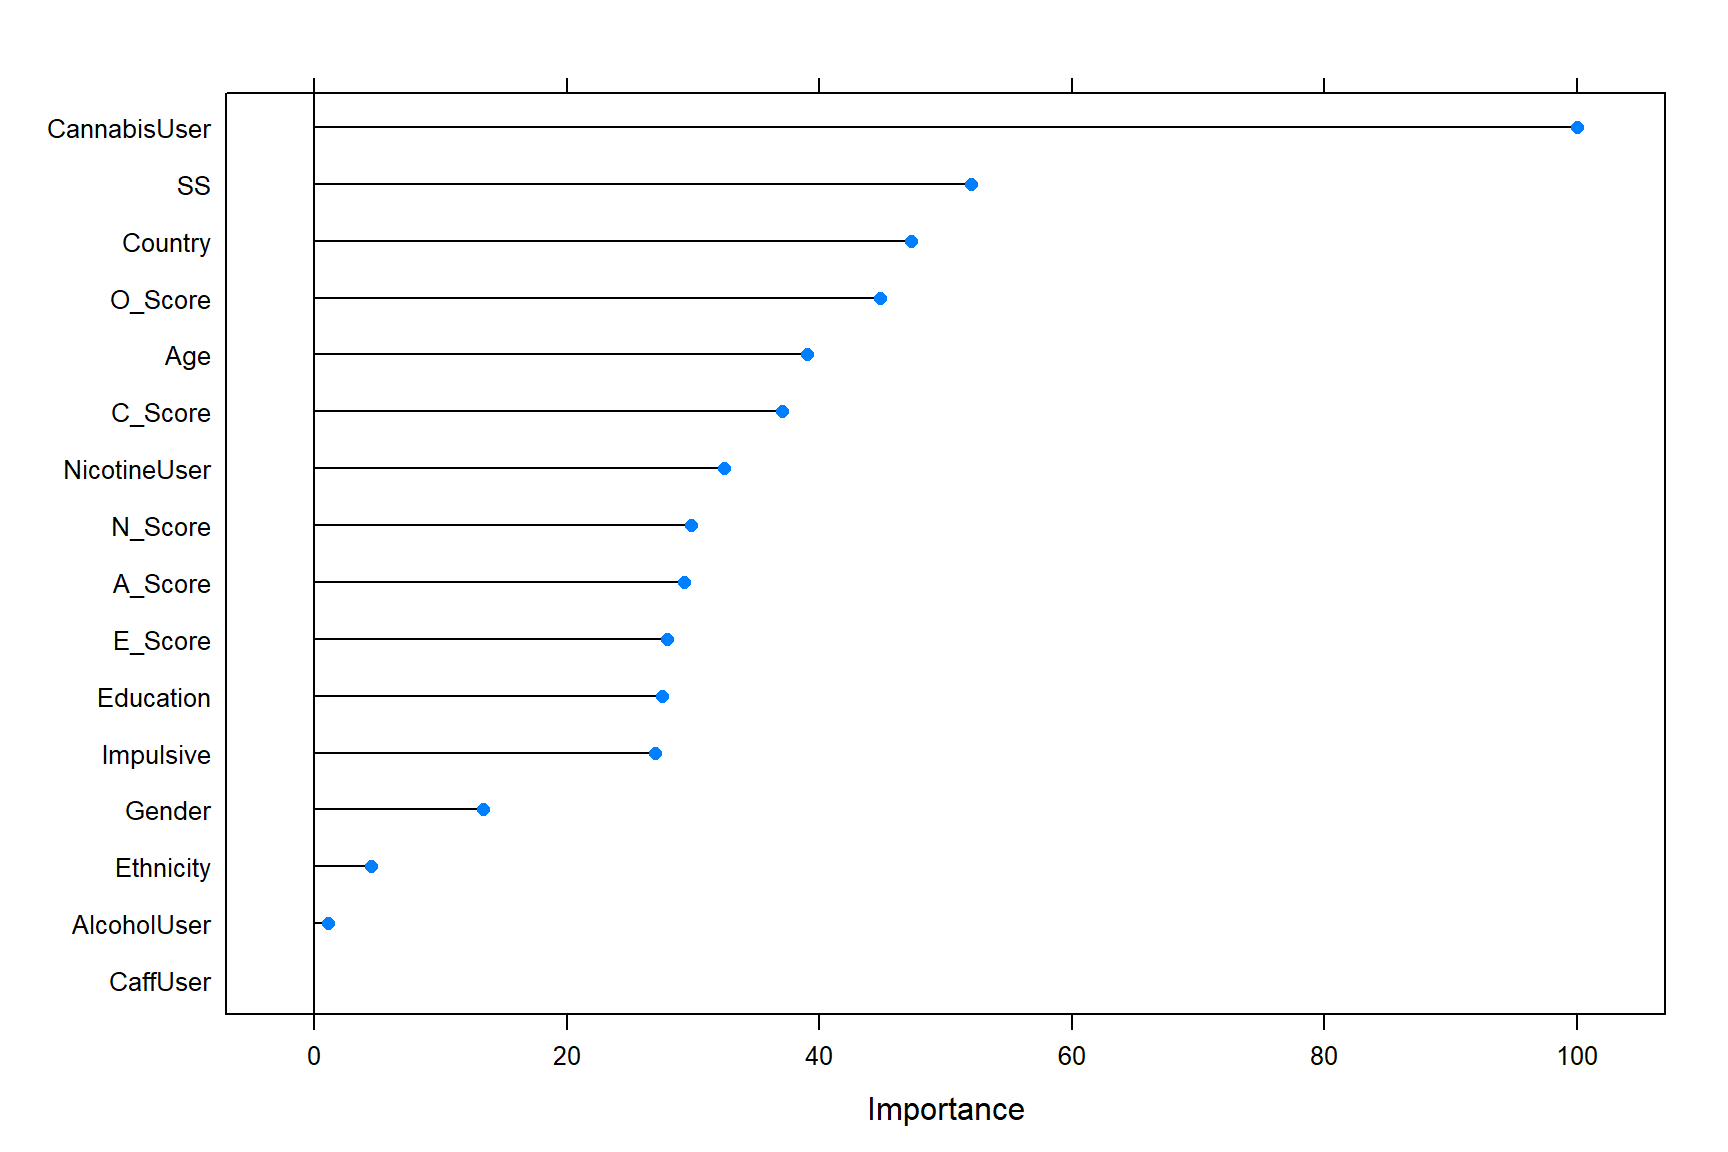 CannabisUser
SS
Country
O_Score
Age
C_Score
NicotineUser
N_Score
A_Score
E_Score
Education
Impulsive
Gender
Ethnicity
AlcoholUser
CaffUser
0 20 40 60 80 100
Importance